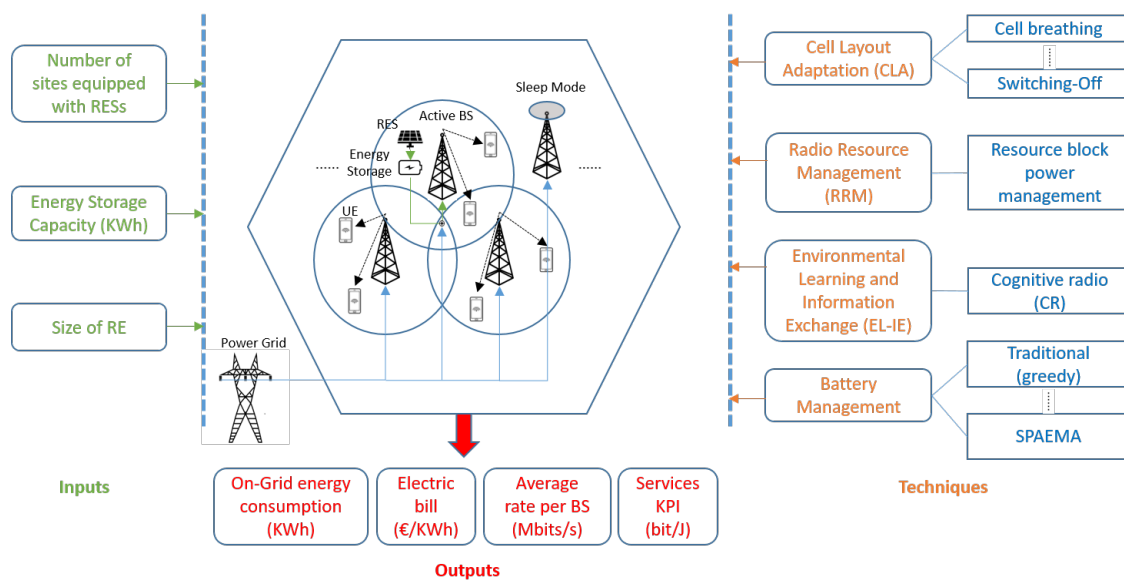 Number of
sites equipped
with RESs
Energy Storage
Capacity (KWh)
Size of RE
Inputs
Sleep Mode
Active BS
RES
Energy
Storage
......
......
UE
Power Grid
On-Grid energy
consumption
(KWh)
Electric
bill
(€/KWh)
Average
rate per BS
(Mbits/s)
Services
KPI
(bit/J)
Outputs
Cell Layout
Adaptation (CLA)
Cell breathing
Switching-Off
Radio Resource
Management
(RRM)
Resource block
power
management
Environmental
Learning and
Information
Exchange (EL-IE)
Cognitive radio
(CR)
Battery
Management
Traditional
(greedy)
SPAEMA
Techniques